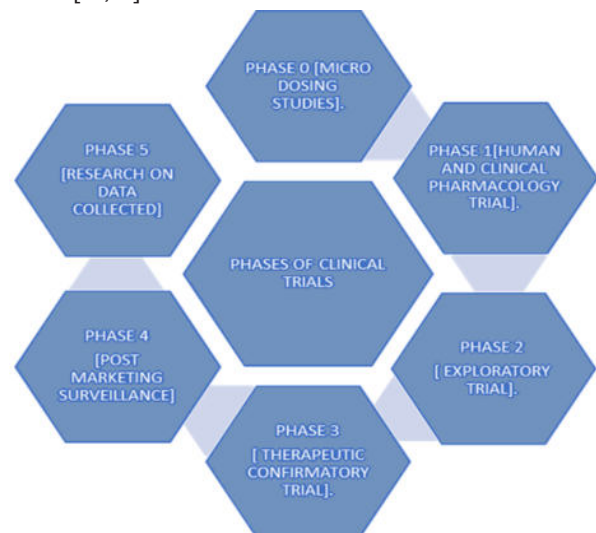 PHASE 0 [MICRO
DOSING
STUDIES].
PHASE 1[HUMAN
AND CLINICAL
PHARMACOLOGY
TRIAL].
PHASE 2
[ EXPLORATORY
TRIAL].
PHASE 3
[ THERAPEUTIC
CONFIRMATORY
TRIAL].
PHASE 4
[POST
MARKETING
SURVEILLANCE]
PHASE 5
[RESEARCH ON
DATA
COLLECTED]
PHASES OF CLINICAL
TRIALS